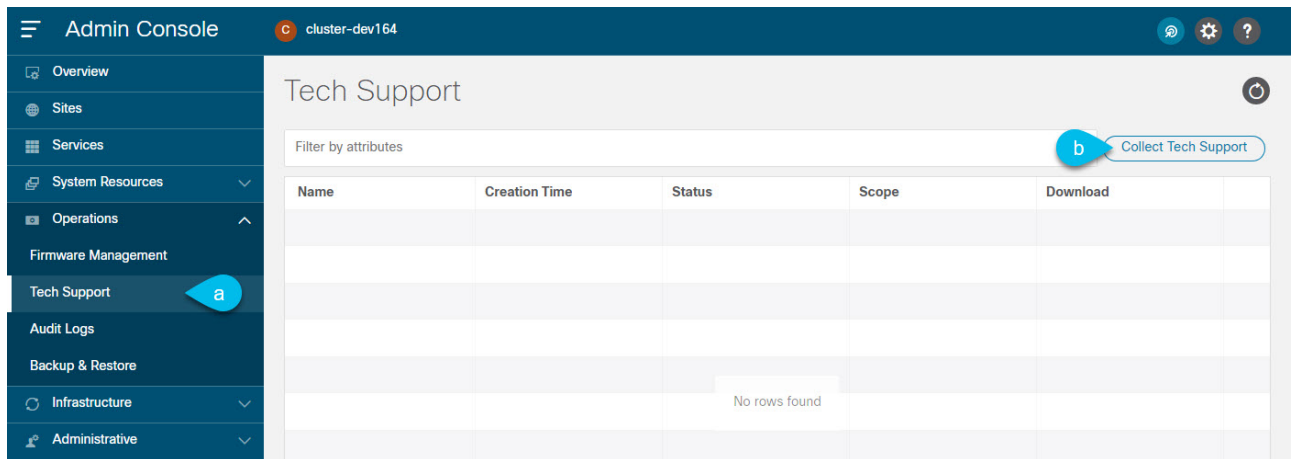 Admin Console
C cluster-dev164
?
Overview
Sites
Services
System Resources
Operations
Firmware Management
Tech Support
a
Audit Logs
Backup & Restore
Infrastructure
Administrative
Tech Support
Filter by attributes
b
Collect Tech Support
Name Creation Time Status Scope Download
No rows found